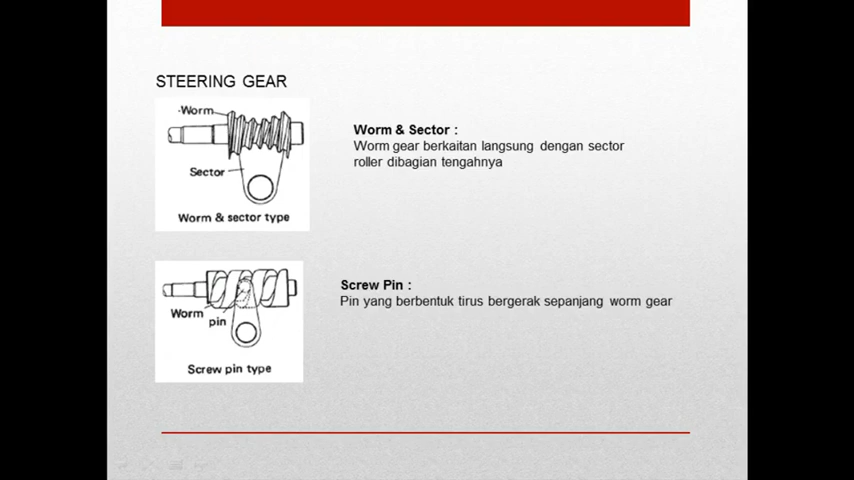 STEERING GEAR
Worm
Sector
Worm & sector type
Worm & Sector :
Worm gear berkaitan langsung dengan sector
roller dibagian tengahnya
Worm
pin
Screw pin type
Screw Pin :
Pin yang berbentuk tirus bergerak sepanjang worm gear